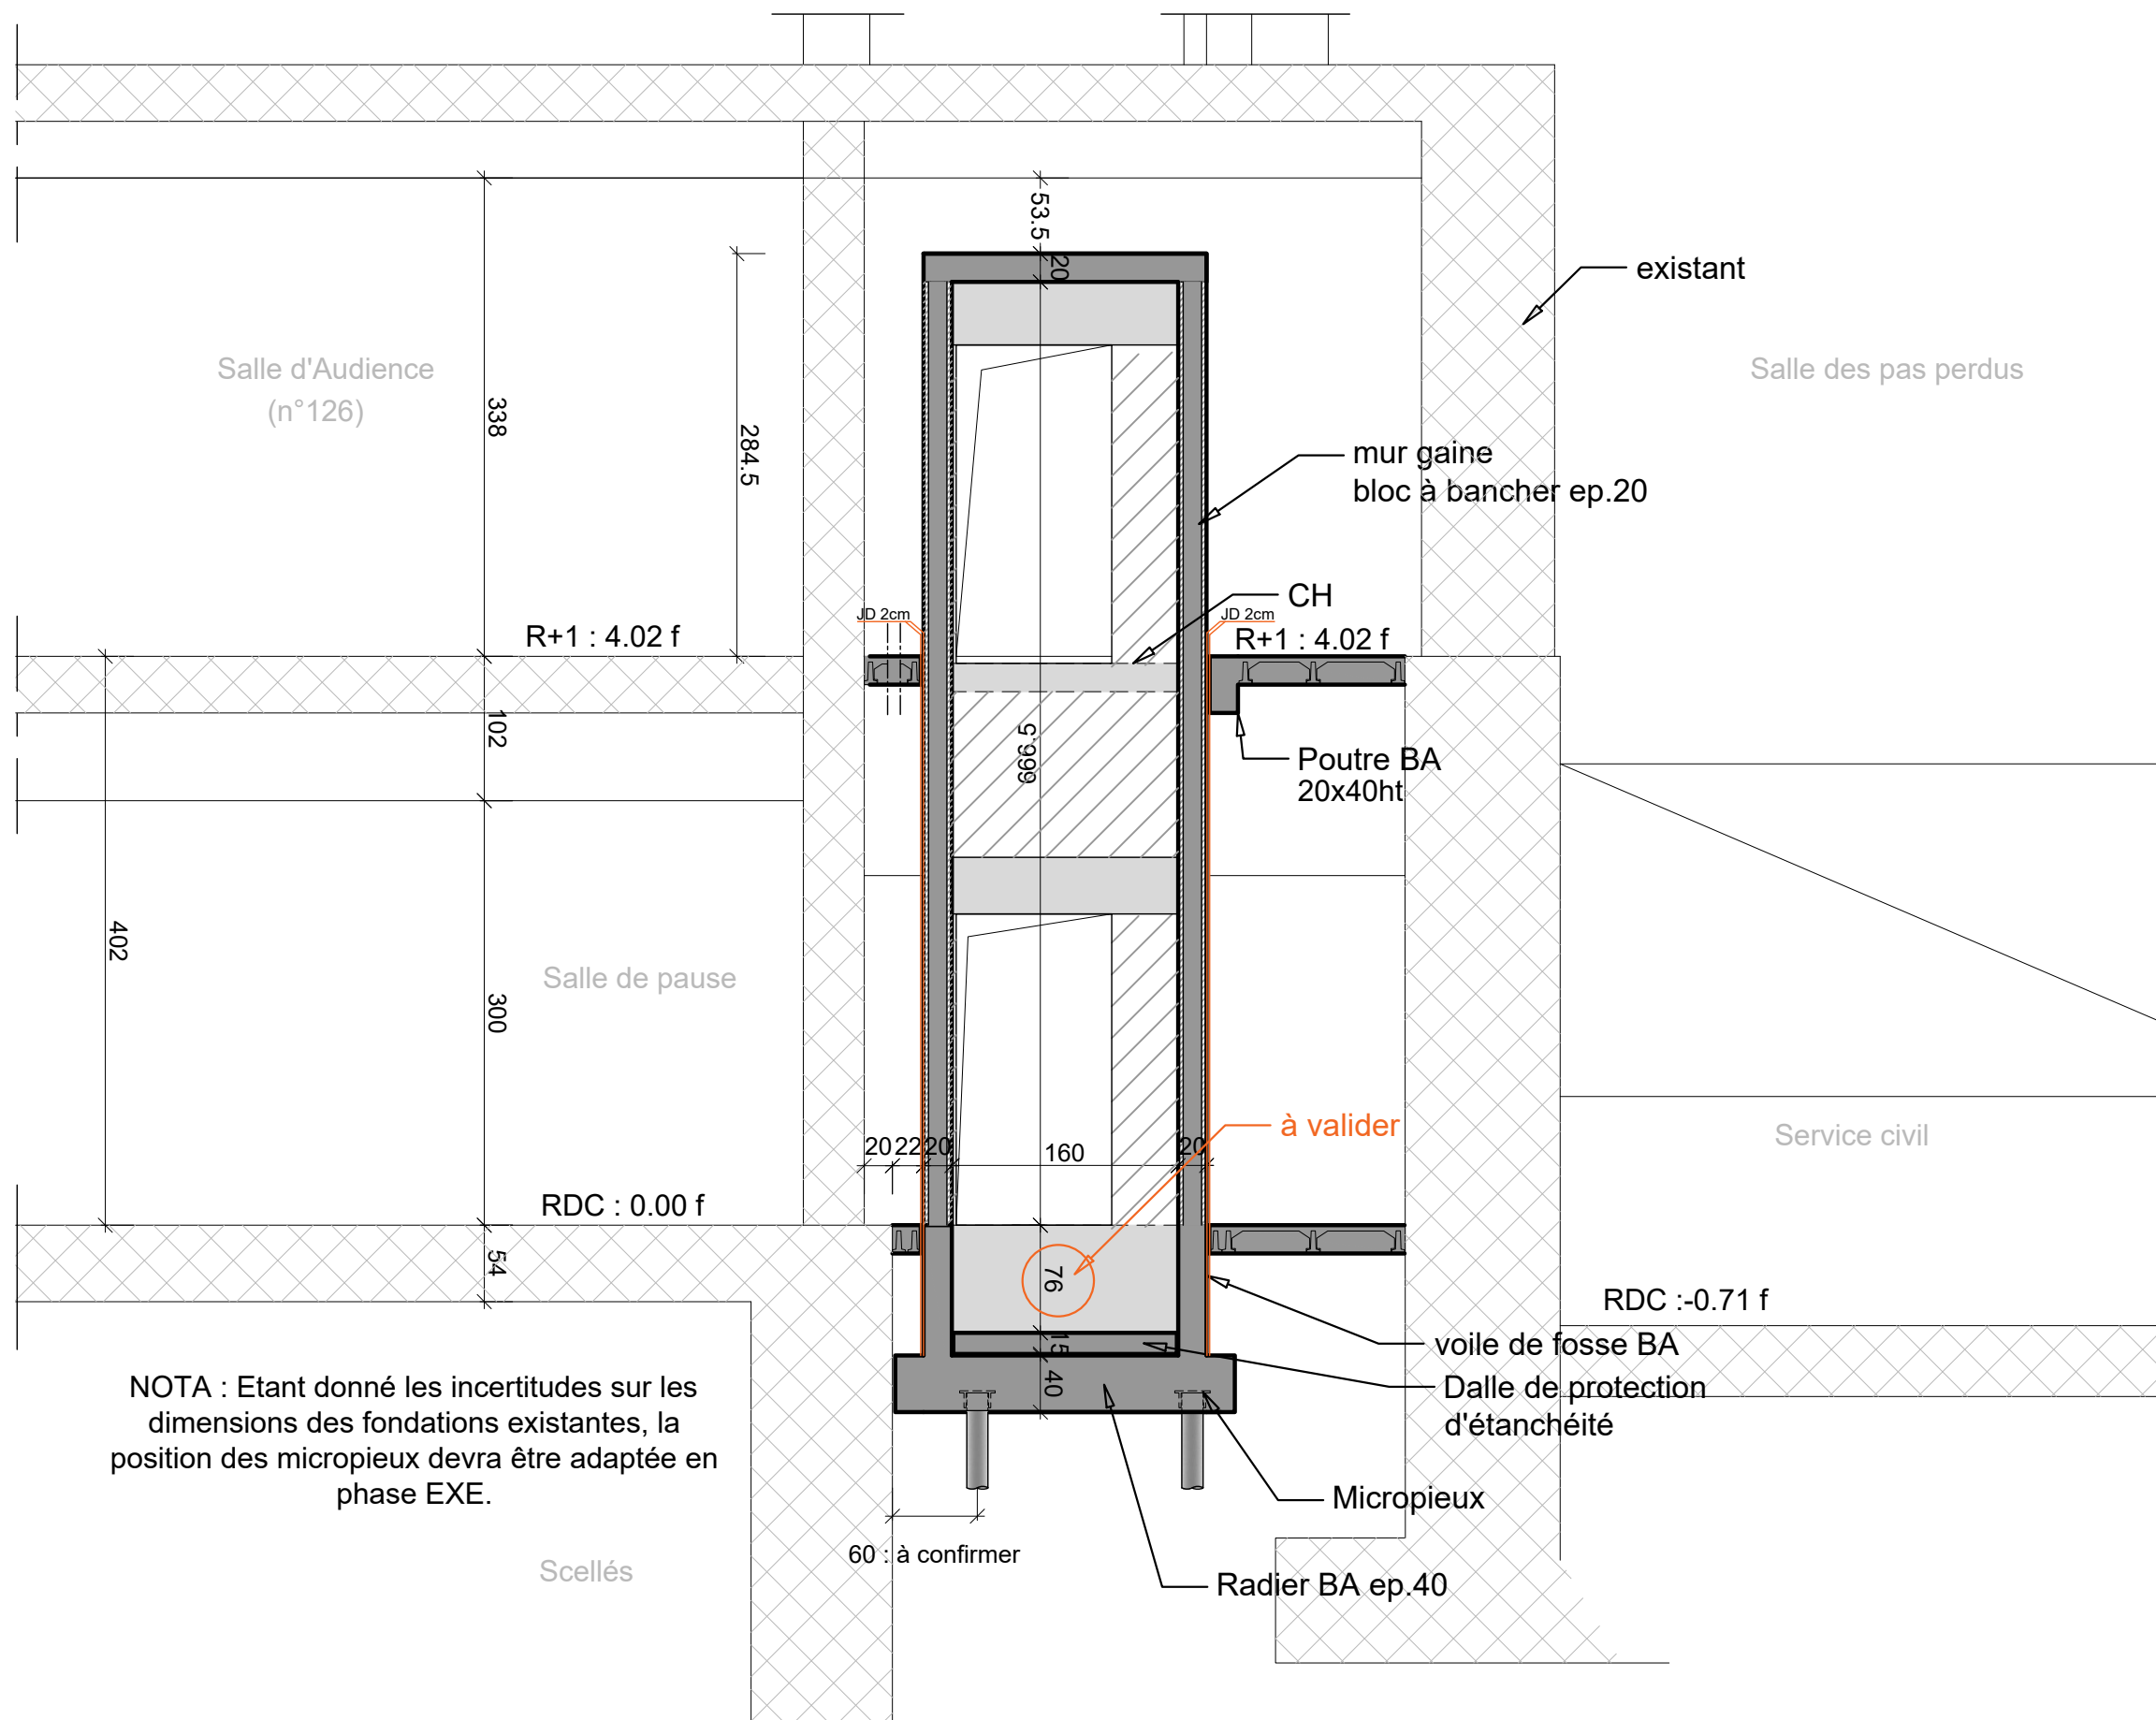 53.5
20
existant
Salle d'Audience
(n°126)
Salle des pas perdus
338
284.5
mur gaine
bloc à bancher ep.20
CH
JD 2cm
JD 2cm
R+1 : 4.02 f
R+1 : 4.02 f
102
666.5
Poutre BA
20x40ht
402
Salle de pause
300
à valider
Service civil
20
22
20
160
20
RDC : 0.00 f
54
76
RDC :-0.71 f
15
voile de fosse BA
40
Dalle de protection
d'étanchéité
NOTA : Etant donné les incertitudes sur les
dimensions des fondations existantes, la
position des micropieux devra être adaptée en
phase EXE.
Micropieux
60 : à confirmer
Scellés
Radier BA ep.40